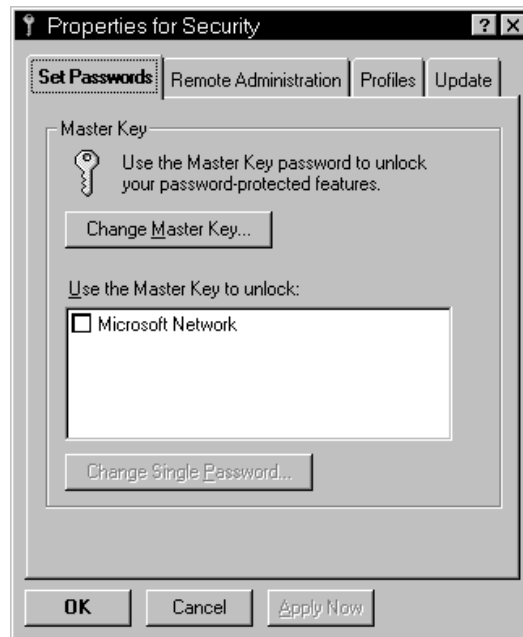 Properties for Security
Set Passwords Remote Administration Profiles Update
Master Key
Use the Master Key password to unlock
your password-protected features.
Change Master Key...
Use the Master Key to unlock:
Microsoft Network
Change Single Password...
OK Cancel Apply Now